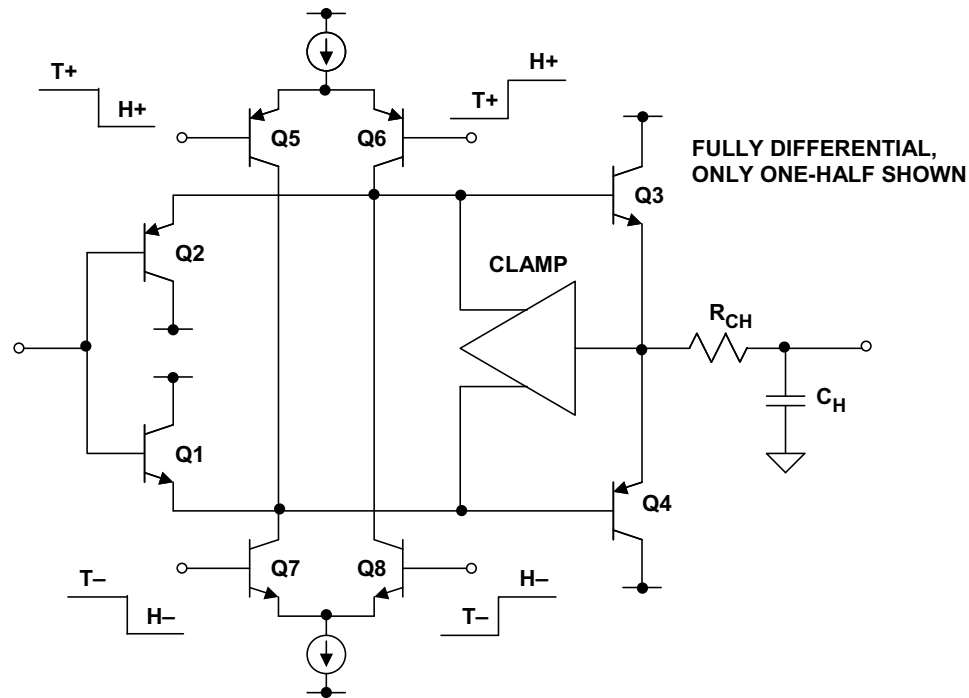 T+
H+
Q5
Q6
H+
T+
FULLY DIFFERENTIAL,
ONLY ONE-HALF SHOWN
Q3
Q2
CLAMP
RCH
CH
Q1
Q4
Q7
Q8
T–
H–
H–
T–